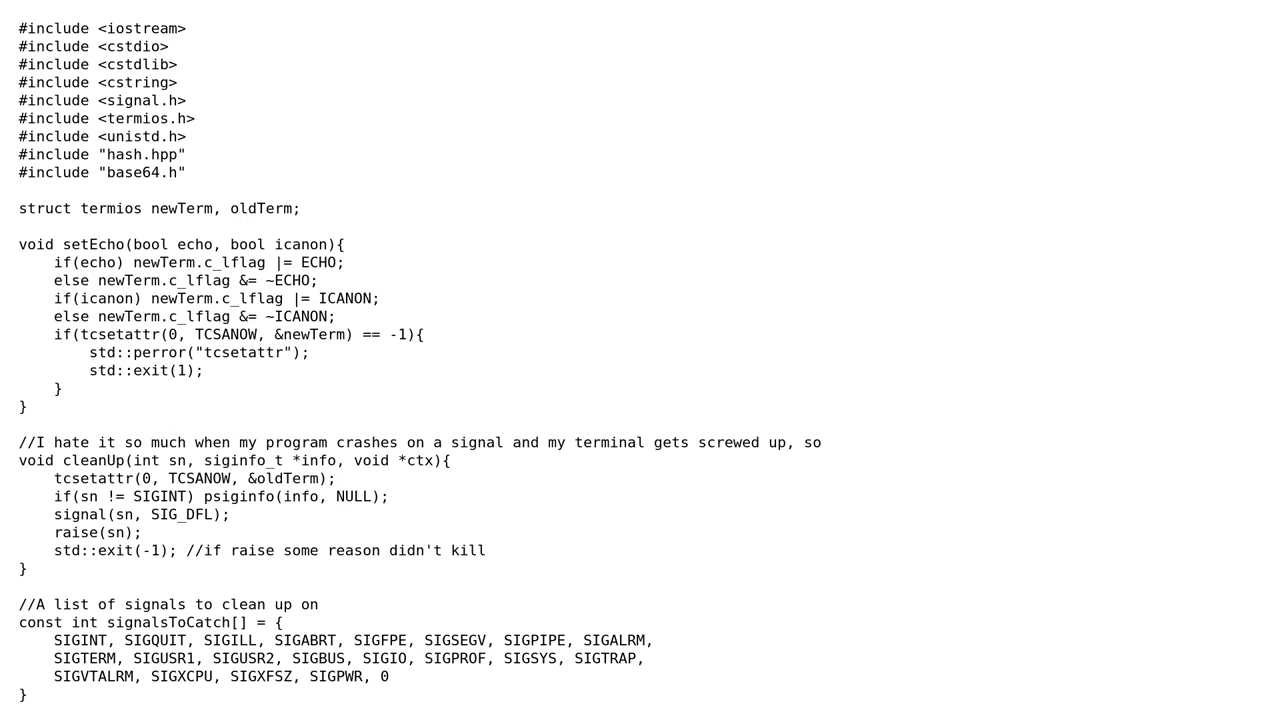 #include <iostream>
#include <cstdio>
#include <cstdlib>
#include <cstring>
#include <signal.h>
#include <termios.h>
#include <unistd.h>
#include "hash.hpp"
#include "base64.h"

struct termios newTerm, oldTerm;

void setEcho(bool echo, bool icanon){
    if(echo) newTerm.c_lflag |= ECHO;
    else newTerm.c_lflag &= ~ECHO;
    if(icanon) newTerm.c_lflag |= ICANON;
    else newTerm.c_lflag &= ~ICANON;
    if(tcsetattr(0, TCSANOW, &newTerm) == -1){
        std::perror("tcsetattr");
        std::exit(1);
    }
}

//I hate it so much when my program crashes on a signal and my terminal gets screwed up, so
void cleanUp(int sn, siginfo_t *info, void *ctx){
    tcsetattr(0, TCSANOW, &oldTerm);
    if(sn != SIGINT) psiginfo(info, NULL);
    signal(sn, SIG_DFL);
    raise(sn);
    std::exit(-1); //if raise some reason didn't kill
}

//A list of signals to clean up on
const int signalsToCatch[] = {
    SIGINT, SIGQUIT, SIGILL, SIGABRT, SIGFPE, SIGSEGV, SIGPIPE, SIGALRM,
    SIGTERM, SIGUSR1, SIGUSR2, SIGBUS, SIGIO, SIGPROF, SIGSYS, SIGTRAP,
    SIGVTALRM, SIGXCPU, SIGXFSZ, SIGPWR, 0
}